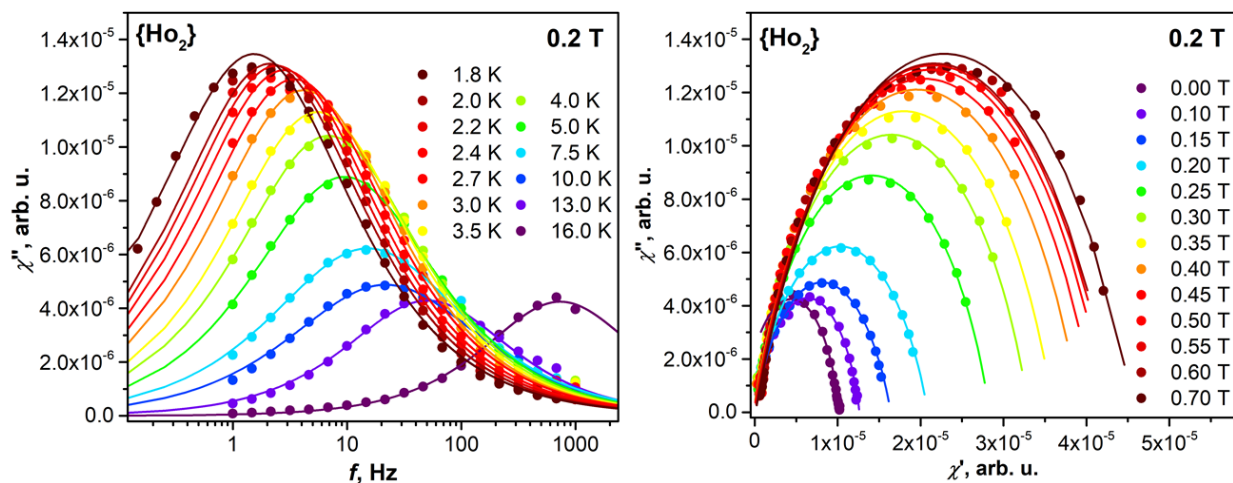 {Ho₂} 0.2 T
χ'', arb. u.
1.4x10⁻⁵
1.2x10⁻⁵
1.0x10⁻⁵
8.0x10⁻⁶
6.0x10⁻⁶
4.0x10⁻⁶
2.0x10⁻⁶
0.0
1.8 K
2.0 K
2.2 K
2.4 K
2.7 K
3.0 K
3.5 K
4.0 K
5.0 K
7.5 K
10.0 K
13.0 K
16.0 K
1 10 100 1000
f, Hz
{Ho₂} 0.2 T
χ'', arb. u.
1.4x10⁻⁵
1.2x10⁻⁵
1.0x10⁻⁵
8.0x10⁻⁶
6.0x10⁻⁶
4.0x10⁻⁶
2.0x10⁻⁶
0.0
0.00 T
0.10 T
0.15 T
0.20 T
0.25 T
0.30 T
0.35 T
0.40 T
0.45 T
0.50 T
0.55 T
0.60 T
0.70 T
0 1x10⁻⁵ 2x10⁻⁵ 3x10⁻⁵ 4x10⁻⁵ 5x10⁻⁵
χ', arb. u.